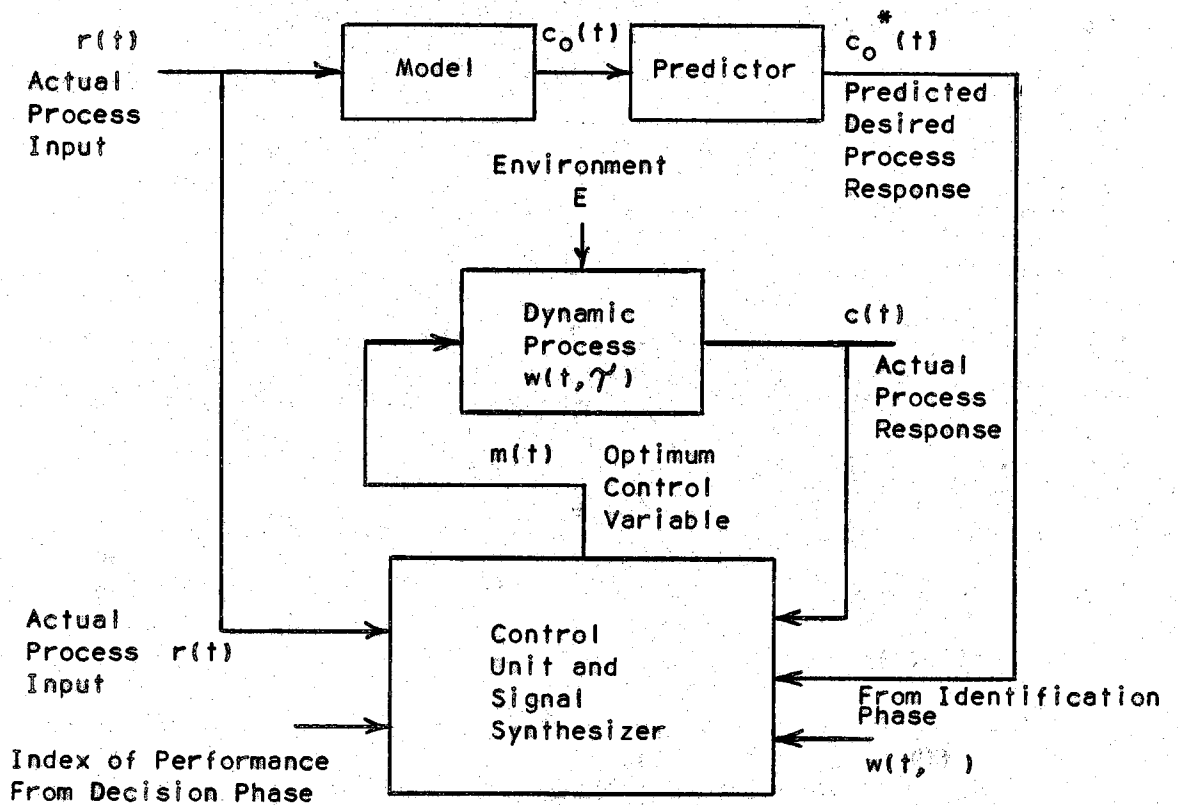 r(t)
Actual
Process
Input
Model
c₀(t)
Predictor
c₀*(t)
Predicted
Desired
Process
Response
Environment
E
Dynamic
Process
w(t,τ)
c(t)
Actual
Process
Response
m(t) Optimum
Control
Variable
Actual
Process r(t)
Input
Control
Unit and
Signal
Synthesizer
From Identification
Phase
w(t, )
Index of Performance
From Decision Phase